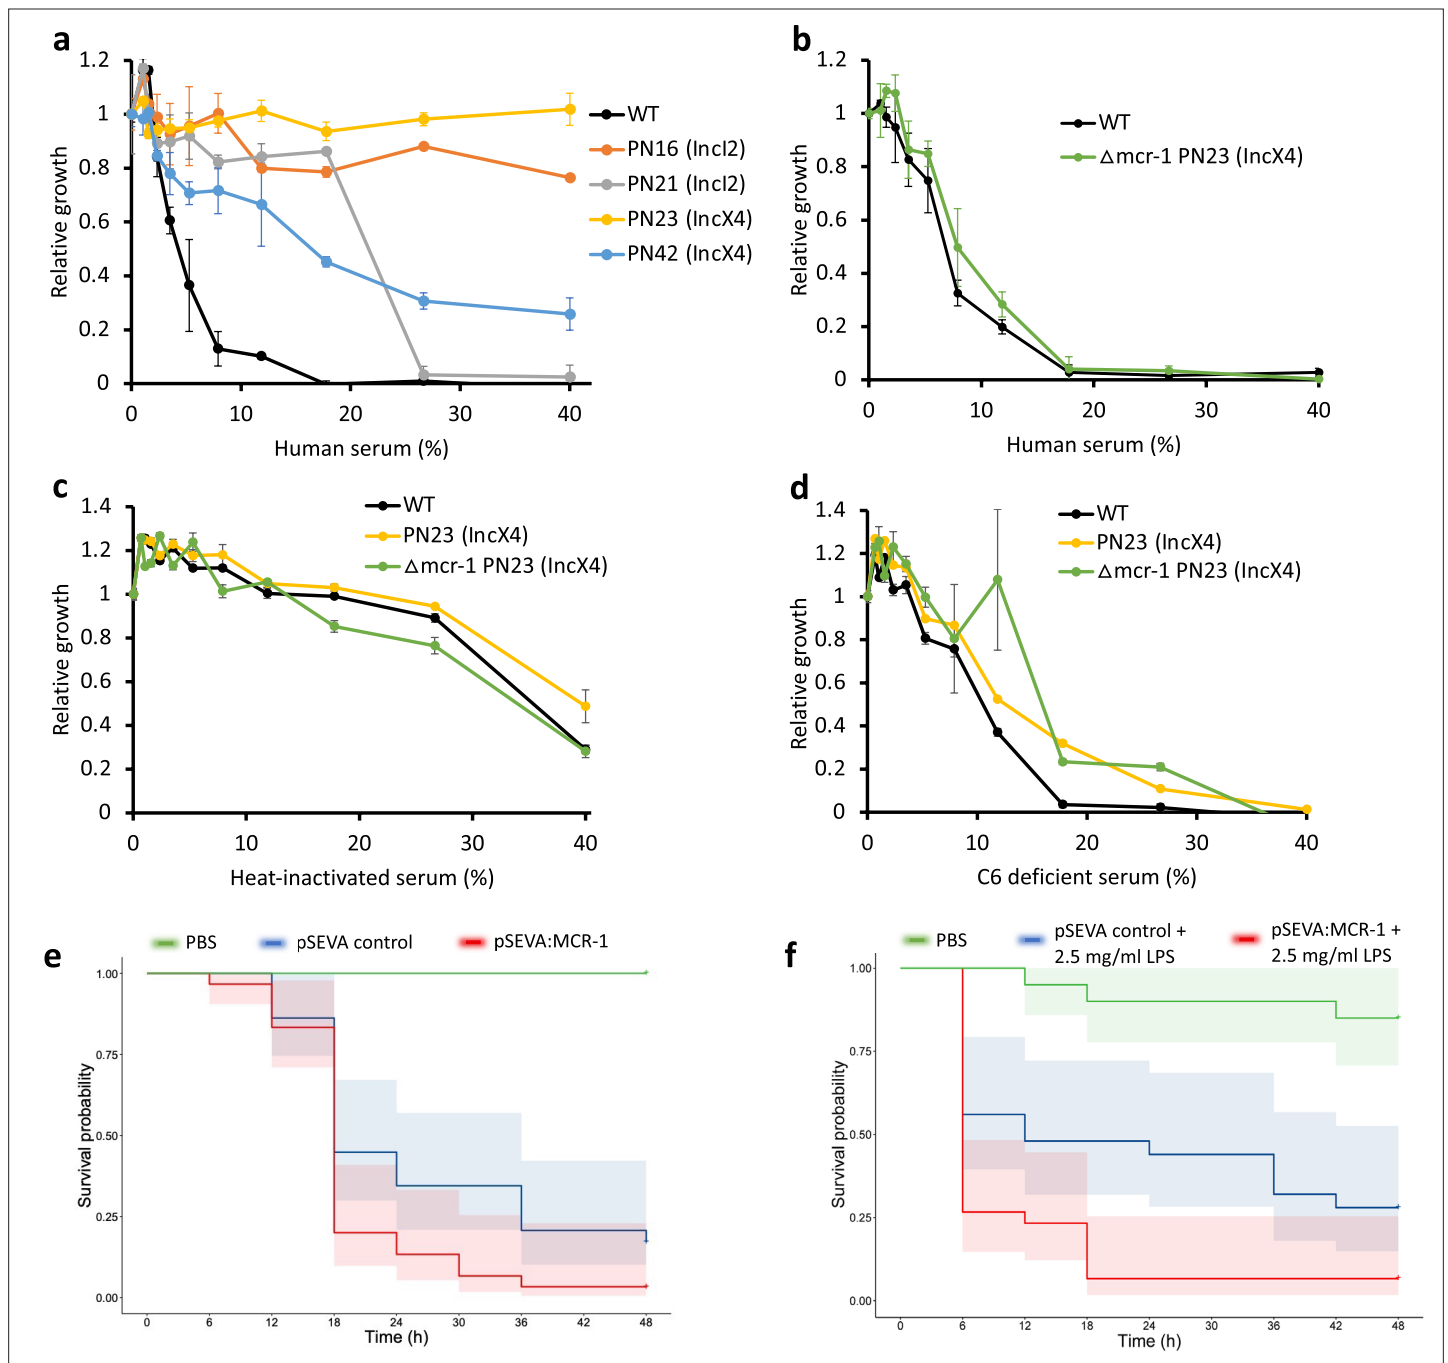 a
1.2
1
0.8
0.6
0.4
0.2
0
Relative growth
0 10 20 30 40
Human serum (%)
WT
PN16 (IncI2)
PN21 (IncI2)
PN23 (IncX4)
PN42 (IncX4)
b
1.2
1
0.8
0.6
0.4
0.2
0
Relative growth
0 10 20 30 40
Human serum (%)
WT
△mcr-1 PN23 (IncX4)
c
1.4
1.2
1
0.8
0.6
0.4
0.2
0
Relative growth
0 10 20 30 40
Heat-inactivated serum (%)
WT
PN23 (IncX4)
△mcr-1 PN23 (IncX4)
d
1.4
1.2
1
0.8
0.6
0.4
0.2
0
Relative growth
0 10 20 30 40
C6 deficient serum (%)
WT
PN23 (IncX4)
△mcr-1 PN23 (IncX4)
e
PBS pSEVA control pSEVA:MCR-1
1.00
0.75
0.50
0.25
0.00
Survival probability
0 6 12 18 24 30 36 42 48
Time (h)
f
PBS
pSEVA control +
2.5 mg/ml LPS
pSEVA:MCR-1 +
2.5 mg/ml LPS
1.00
0.75
0.50
0.25
0.00
Survival probability
0 6 12 18 24 30 36 42 48
Time (h)